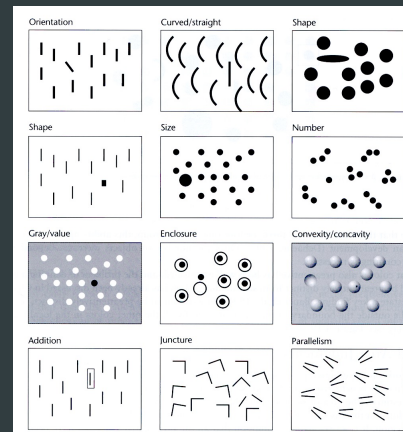 Orientation
Curved/straight
Shape
Shape
Size
Number
Gray/value
Enclosure
Convexity/concavity
Addition
Juncture
Parallelism